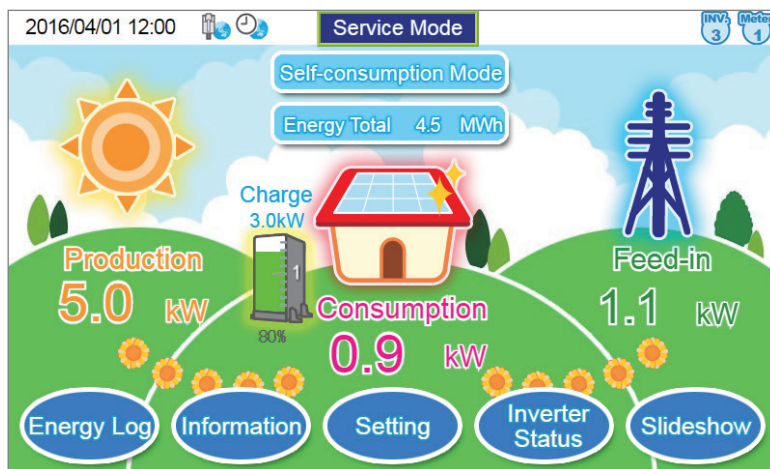 2016/04/01 12:00
Service Mode
INV.
3
Meter
1
Self-consumption Mode
Energy Total 4.5 MWh
Charge
3.0kW
1
Production
5.0 kW
80%
Consumption
0.9 kW
Feed-in
1.1 kW
Energy Log
Information
Setting
Inverter
Status
Slideshow